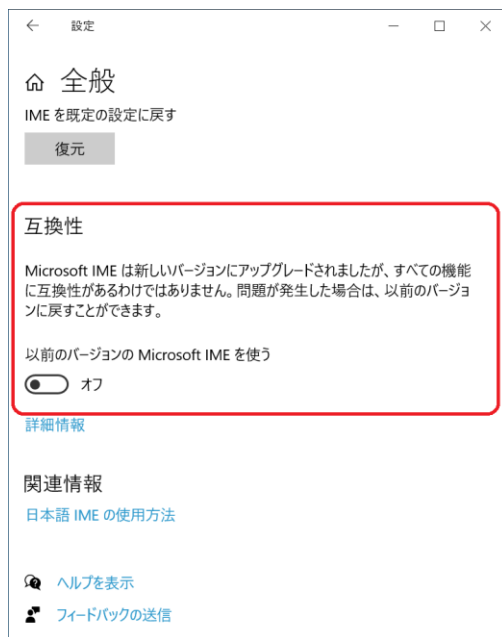 設定
全般
IME を既定の設定に戻す
復元
互換性
Microsoft IME は新しいバージョンにアップグレードされましたが、すべての機能
に互換性があるわけではありません。問題が発生した場合は、以前のバージョ
ンに戻すことができます。
以前のバージョンの Microsoft IME を使う
オフ
詳細情報
関連情報
日本語 IME の使用方法
ヘルプを表示
フィードバックの送信